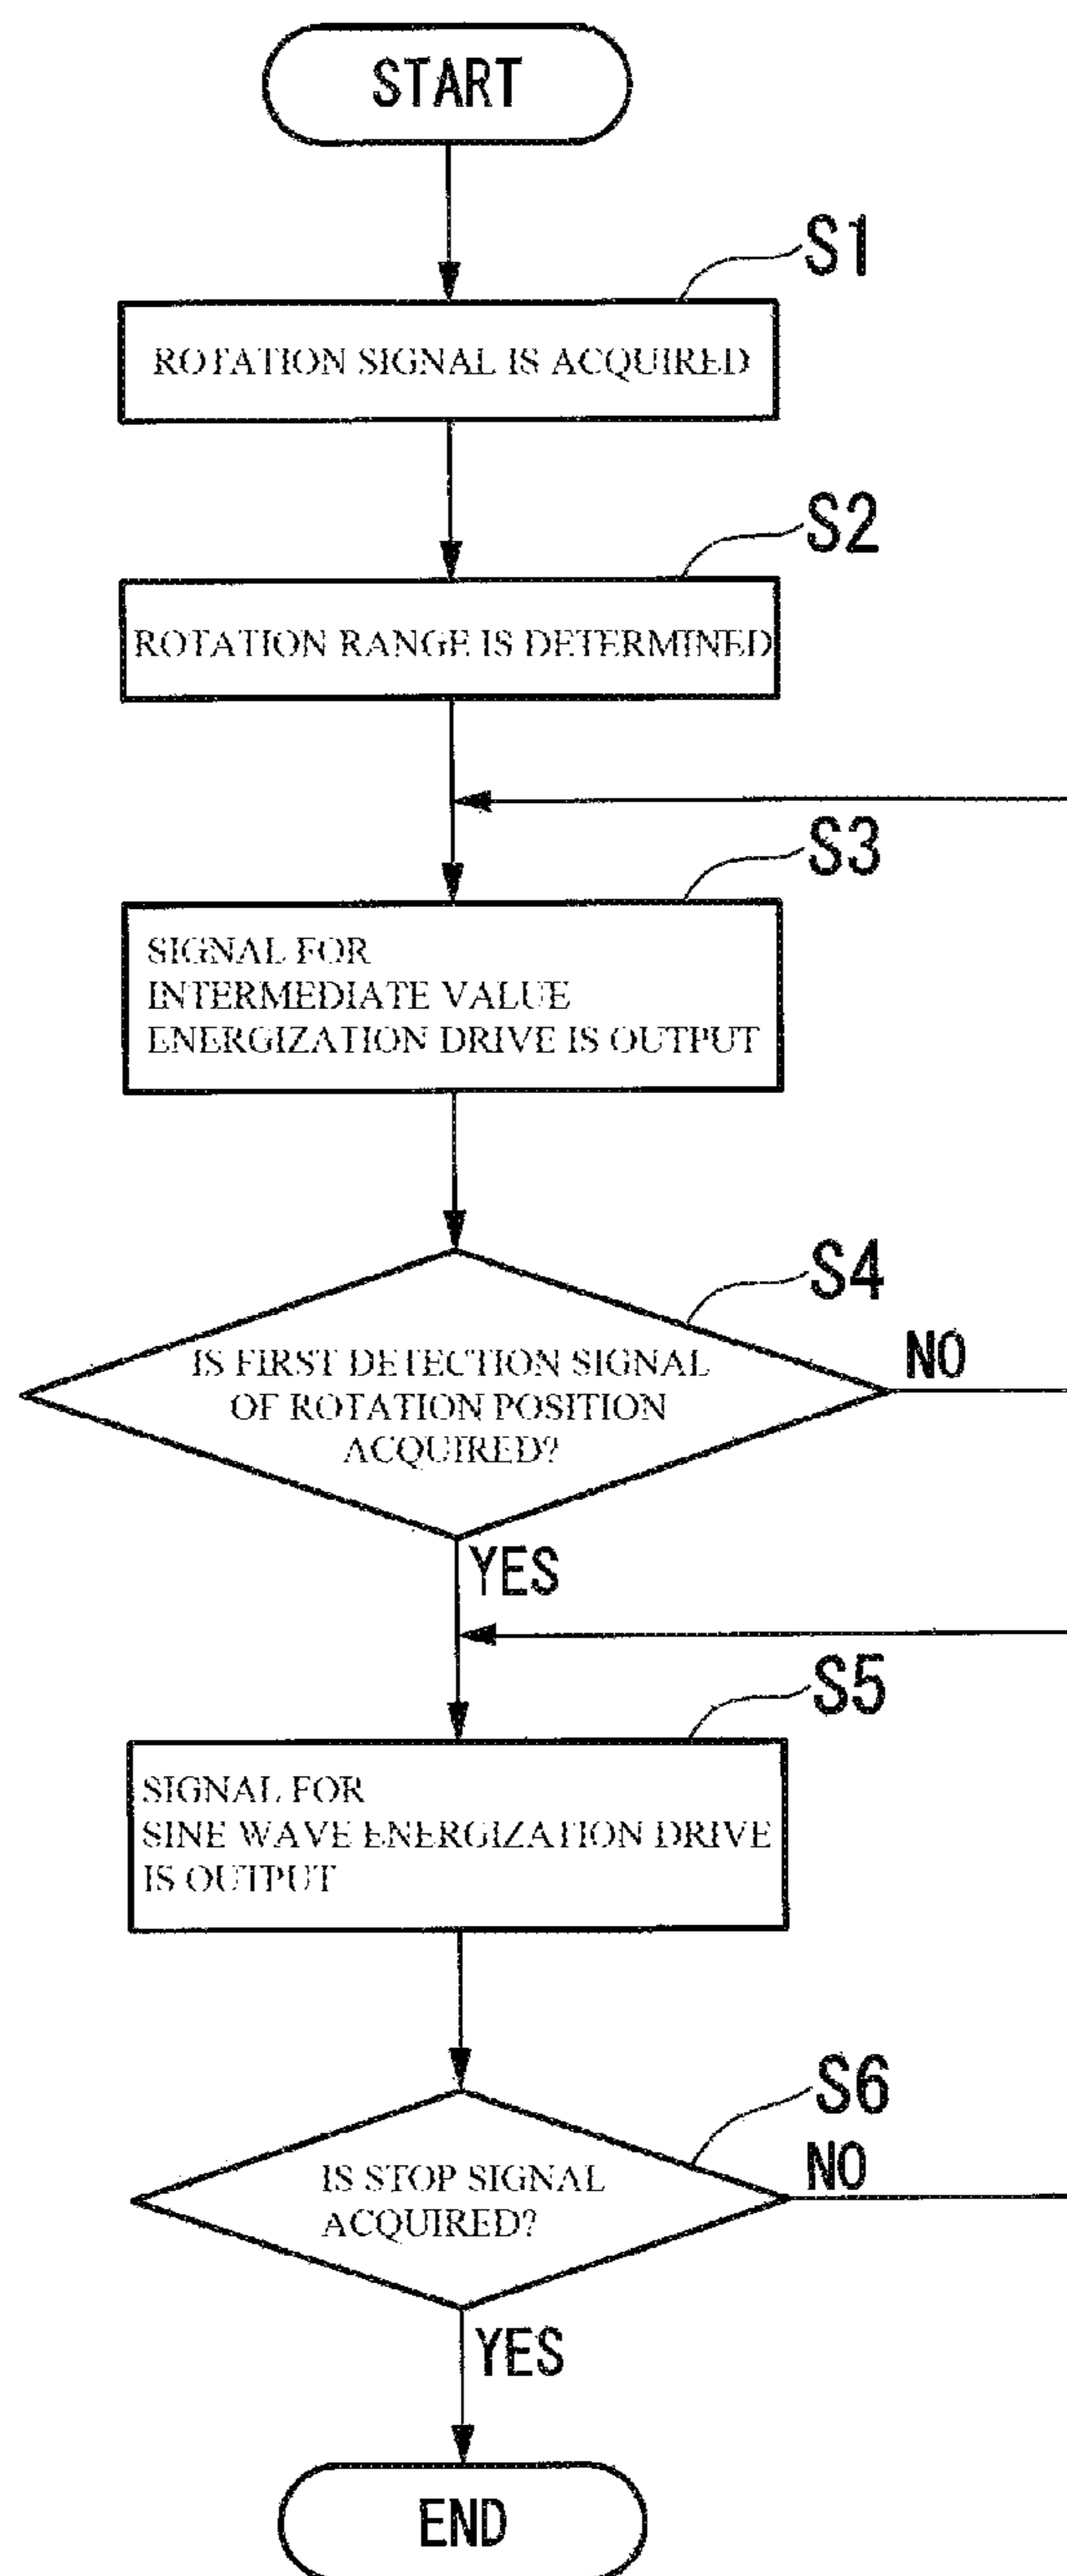 START
S1
ROTATION SIGNAL IS ACQUIRED
S2
ROTATION RANGE IS DETERMINED
S3
SIGNAL FOR
INTERMEDIATE VALUE
ENERGIZATION DRIVE IS OUTPUT
S4
IS FIRST DETECTION SIGNAL
OF ROTATION POSITION
ACQUIRED?
NO
YES
S5
SIGNAL FOR
SINE WAVE ENERGIZATION DRIVE
IS OUTPUT
S6
IS STOP SIGNAL
ACQUIRED?
NO
YES
END